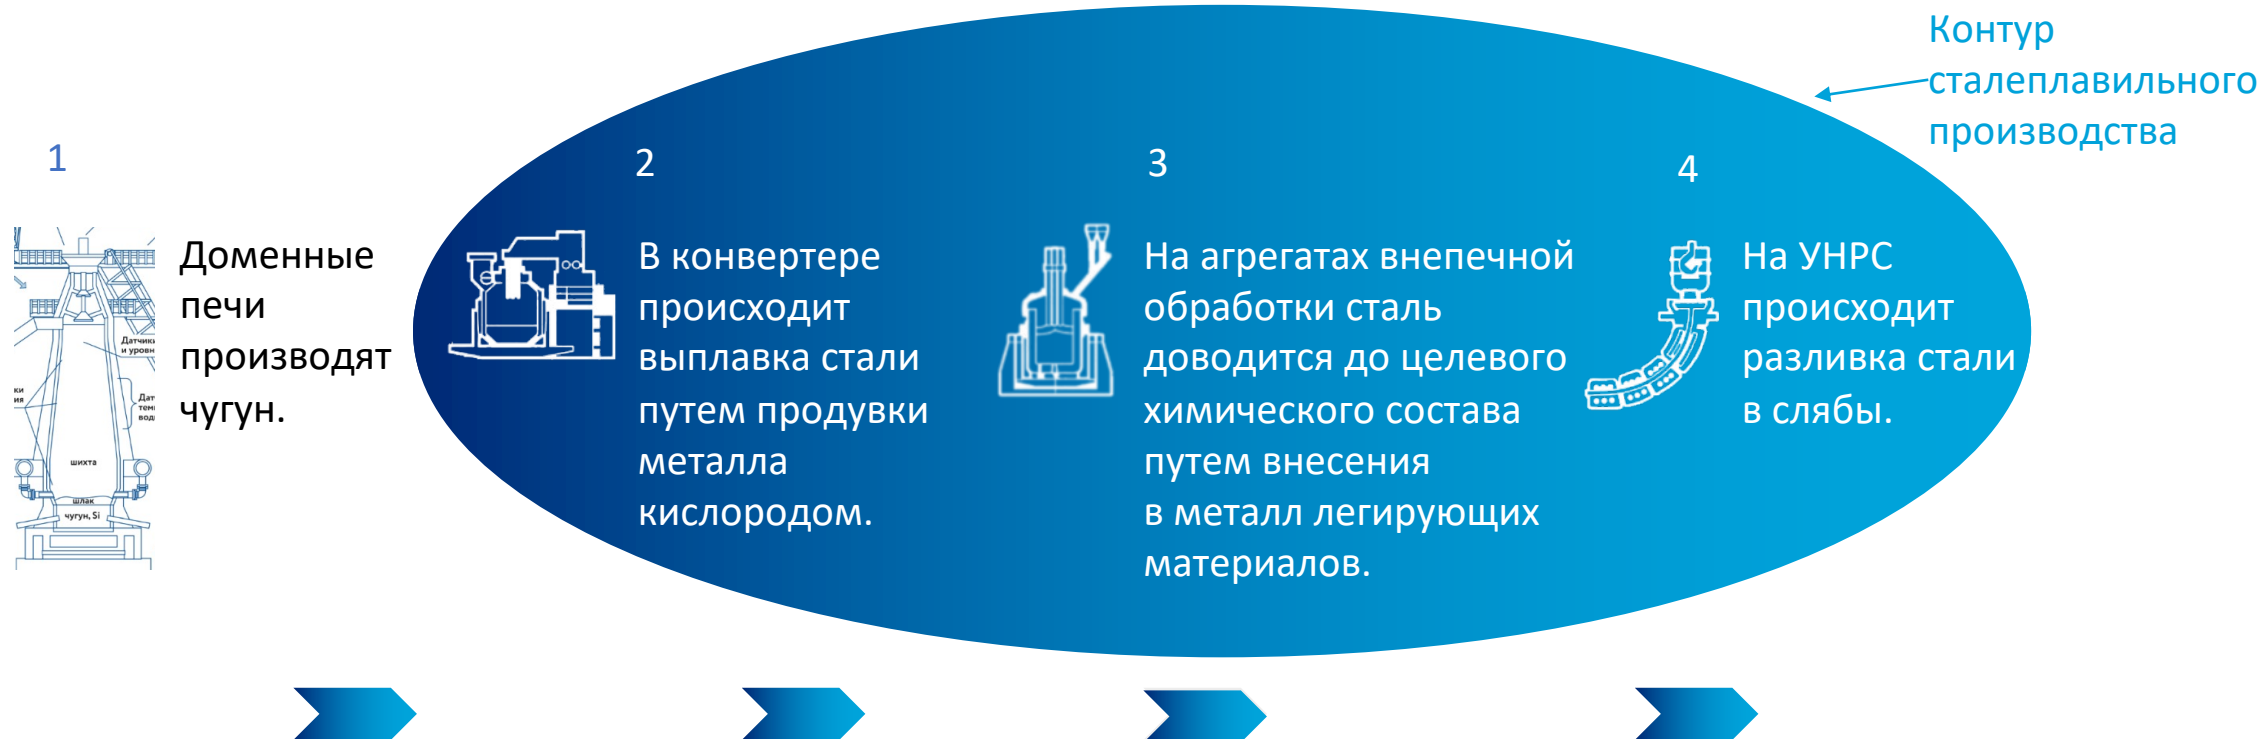 Контур
сталеплавильного
производства
1
Доменные
печи
производят
чугун.
шихта
шлак
чугун, Si
2
В конвертере
происходит
выплавка стали
путем продувки
металла
кислородом.
3
На агрегатах внепечной
обработки сталь
доводится до целевого
химического состава
путем внесения
в металл легирующих
материалов.
4
На УНРС
происходит
разливка стали
в слябы.